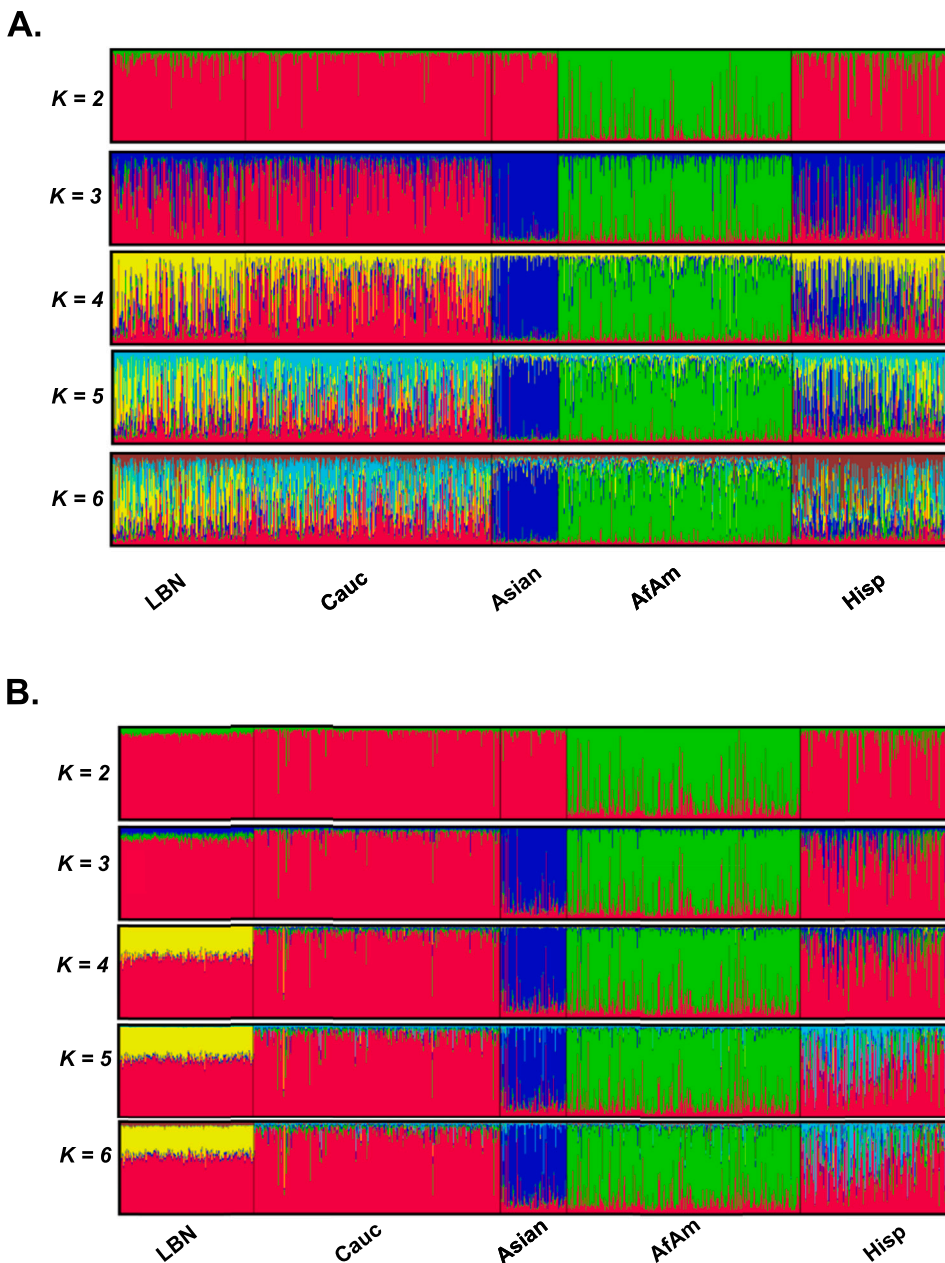 A.
K = 2
K = 3
K = 4
K = 5
K = 6
LBN Cauc Asian AfAm Hisp
B.
K = 2
K = 3
K = 4
K = 5
K = 6
LBN Cauc Asian AfAm Hisp